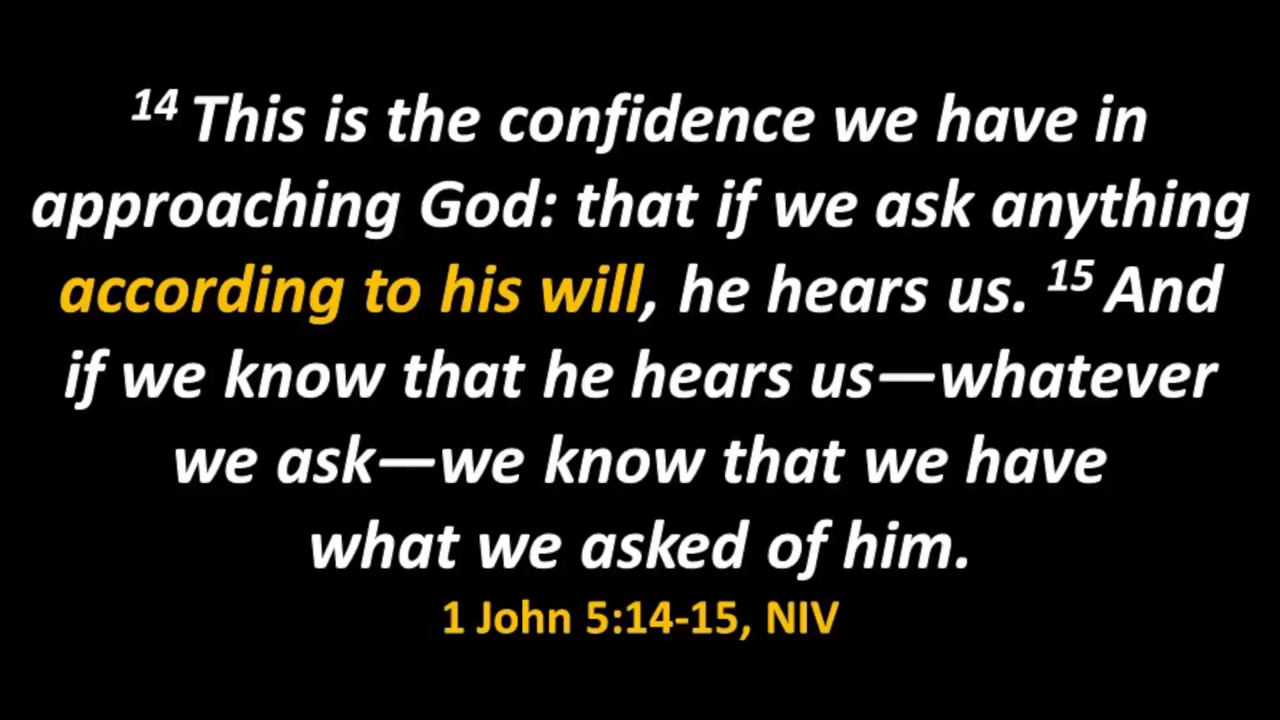 14 This is the confidence we have in
approaching God: that if we ask anything
according to his will, he hears us. 15 And
if we know that he hears us—whatever
we ask—we know that we have
what we asked of him.
1 John 5:14-15, NIV